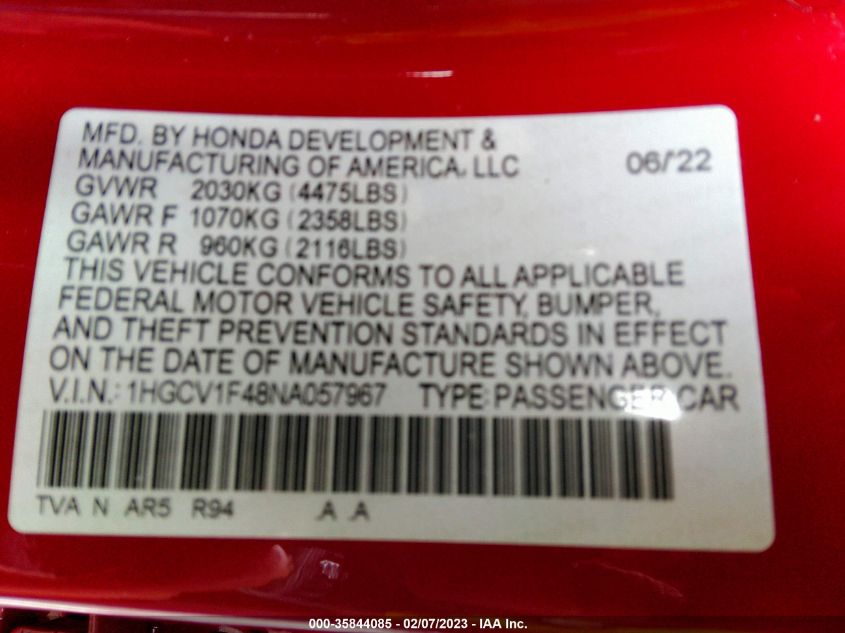 MFD. BY HONDA DEVELOPMENT &
MANUFACTURING OF AMERICA, LLC 06/'22
GVWR 2030KG (4475LBS)
GAWR F 1070KG (2358LBS)
GAWR R 960KG (2116LBS)
THIS VEHICLE CONFORMS TO ALL APPLICABLE
FEDERAL MOTOR VEHICLE SAFETY, BUMPER,
AND THEFT PREVENTION STANDARDS IN EFFECT
ON THE DATE OF MANUFACTURE SHOWN ABOVE.
V.I.N.: 1HGCV1F48NA057967 TYPE: PASSENGER CAR
TVA N AR5 R94 A A
000-35844085 - 02/07/2023 - IAA Inc.